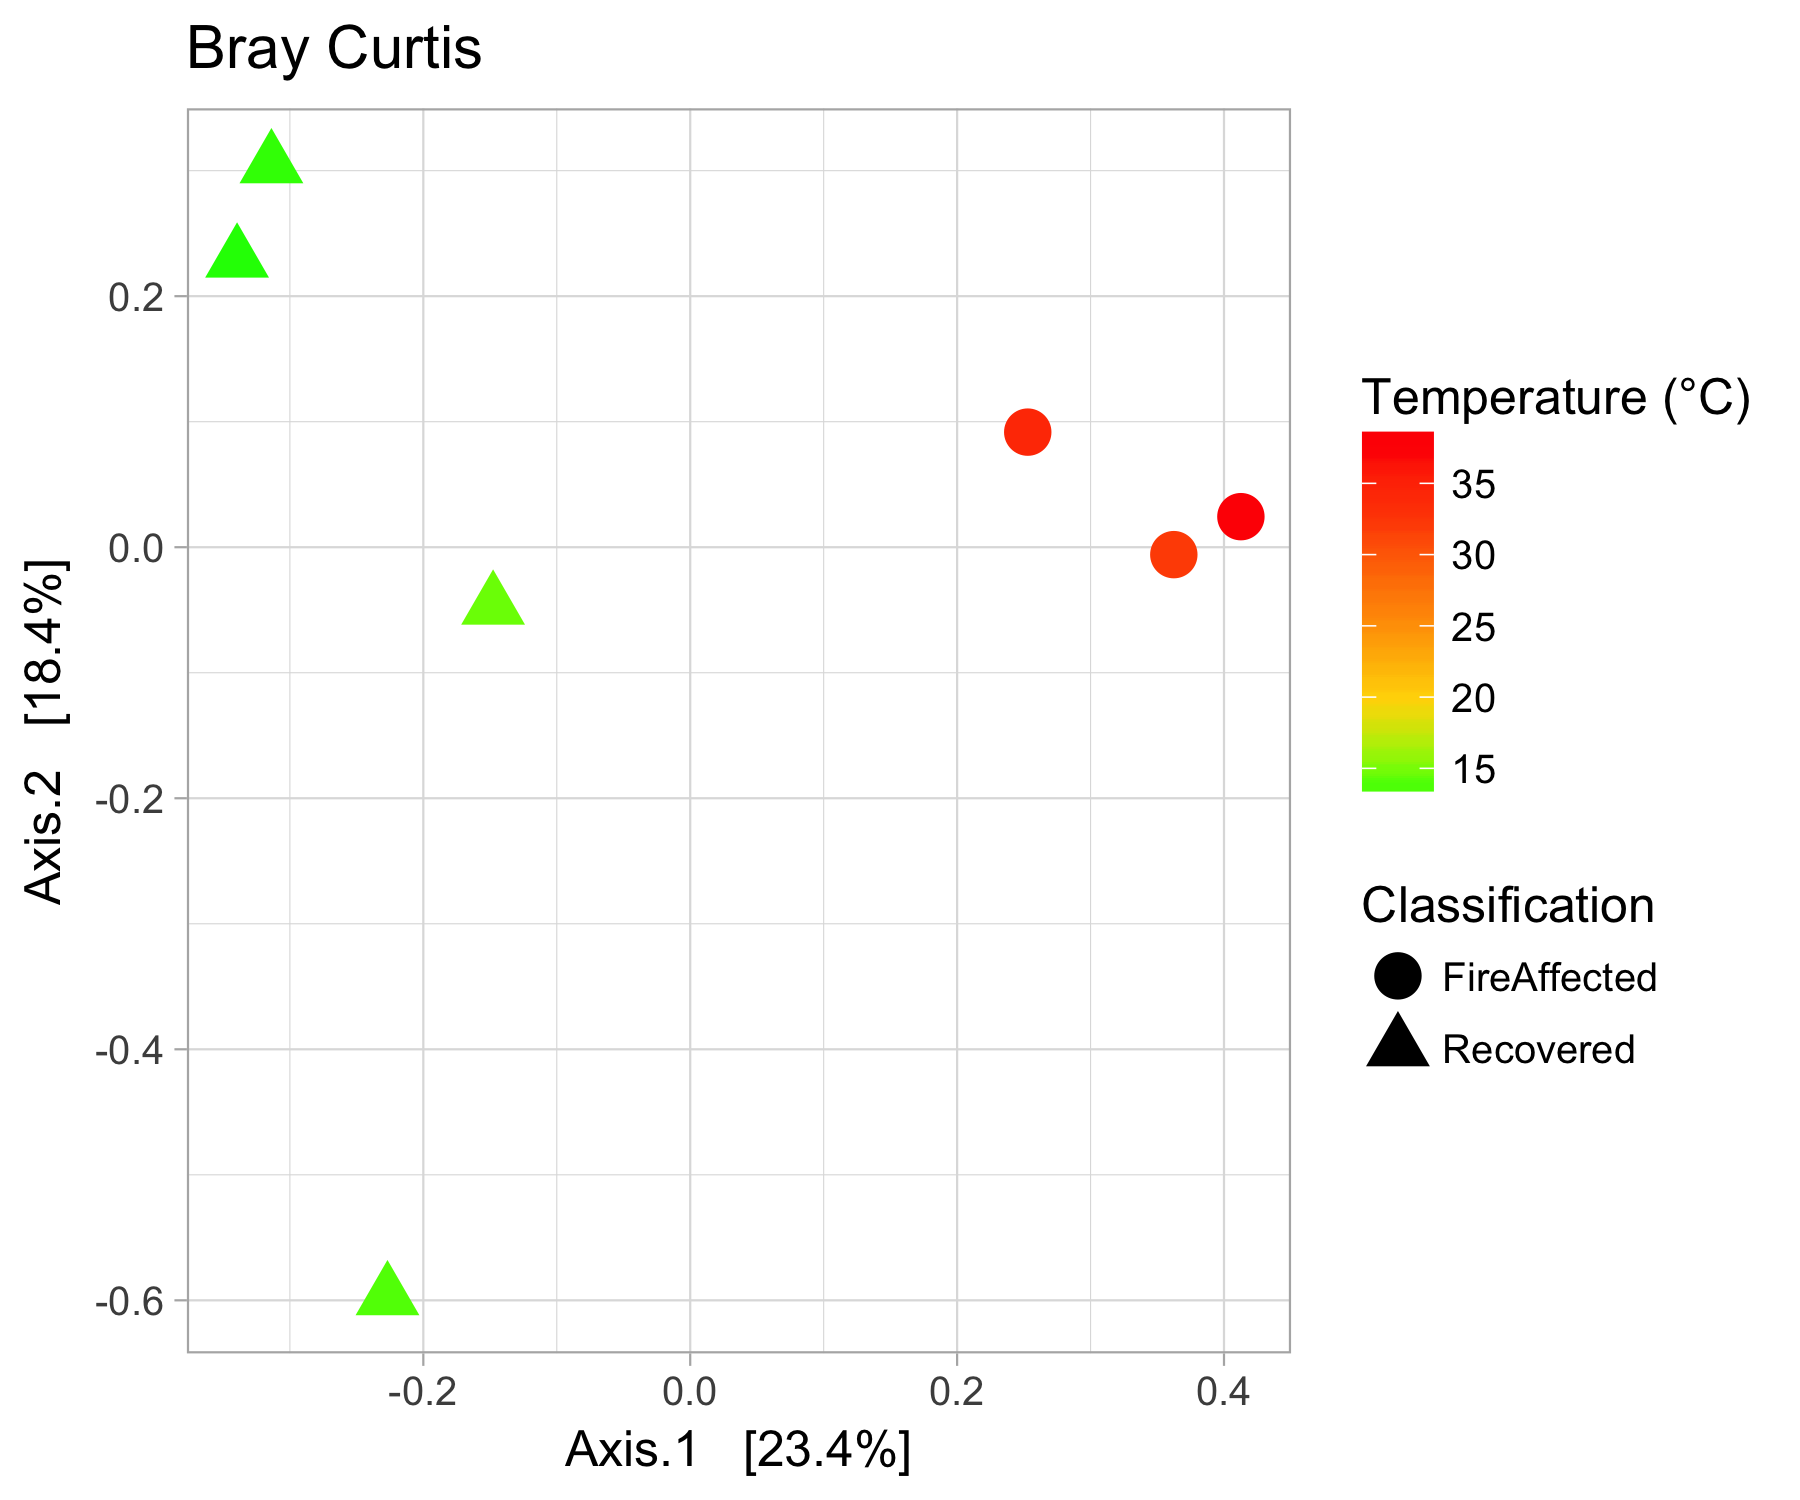 Bray Curtis
0.2
0.0
-0.2
-0.4
-0.6
Axis.2 [18.4%]
-0.2
0.0
0.2
0.4
Axis.1 [23.4%]
Temperature (°C)
35
30
25
20
15
Classification
FireAffected
Recovered